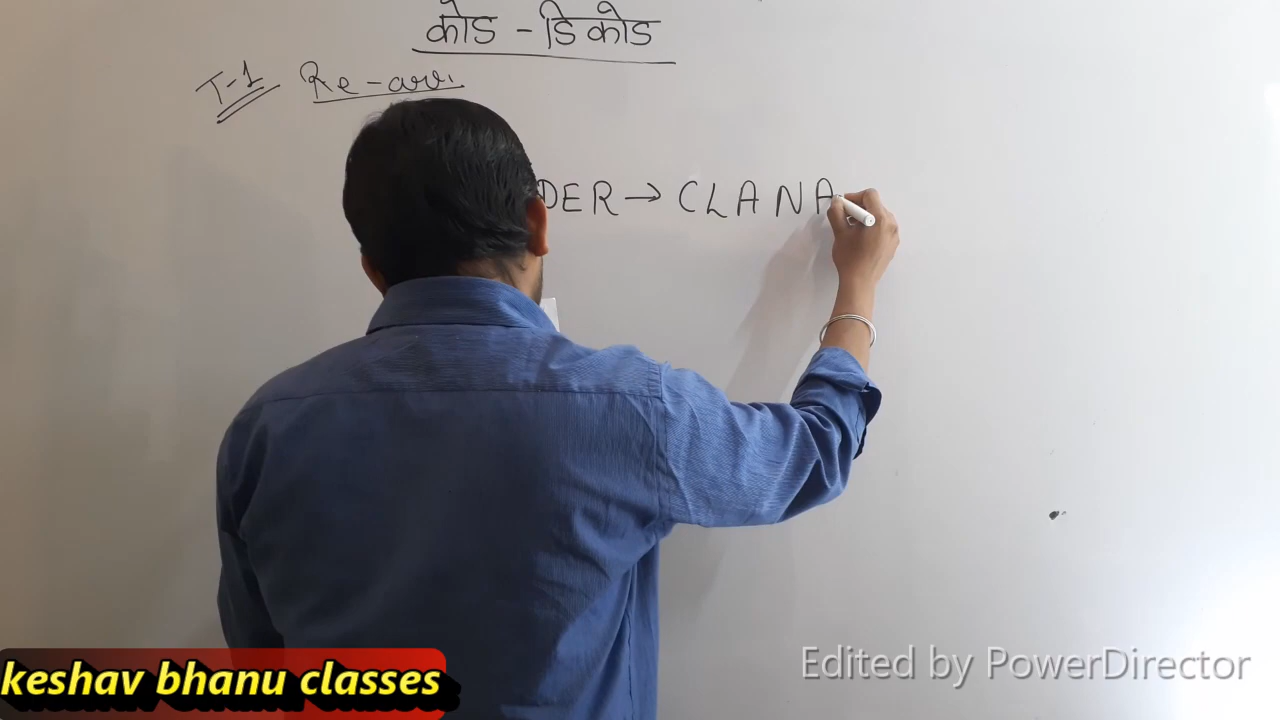 कोड - डिकोड
T-1 Re-arr.
DER → CLANA
keshav bhanu classes
Edited by PowerDirector